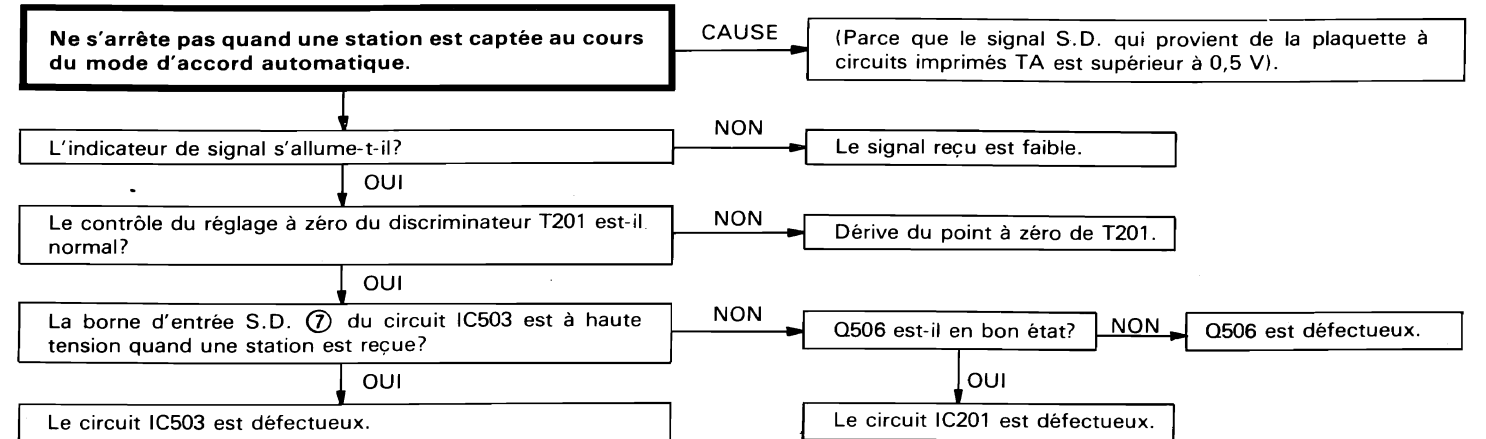 Ne s'arrête pas quand une station est captée au cours
du mode d'accord automatique.
CAUSE
(Parce que le signal S.D. qui provient de la plaquette à
circuits imprimés TA est supérieur à 0,5 V).
L'indicateur de signal s'allume-t-il?
NON
Le signal reçu est faible.
OUI
Le contrôle du réglage à zéro du discriminateur T201 est-il
normal?
NON
Dérive du point à zéro de T201.
OUI
La borne d'entrée S.D. ⑦ du circuit IC503 est à haute
tension quand une station est reçue?
NON
Q506 est-il en bon état?
NON
Q506 est défectueux.
OUI
OUI
Le circuit IC503 est défectueux.
Le circuit IC201 est défectueux.